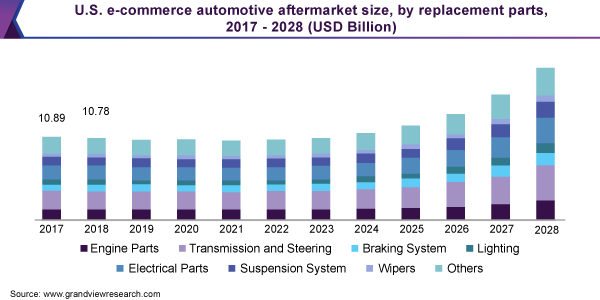 U.S. e-commerce automotive aftermarket size, by replacement parts,
2017 - 2028 (USD Billion)
10.89 10.78
2017 2018 2019 2020 2021 2022 2023 2024 2025 2026 2027 2028
Engine Parts Transmission and Steering Braking System Lighting
Electrical Parts Suspension System Wipers Others
Source: www.grandviewresearch.com